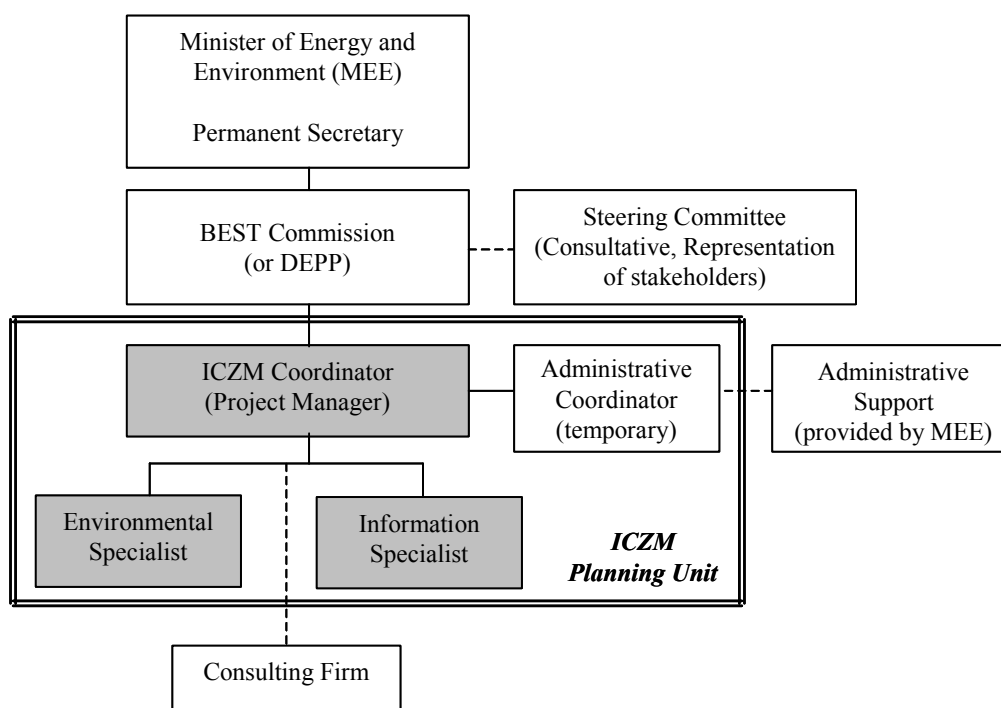 Minister of Energy and
Environment (MEE)
Permanent Secretary
BEST Commission
(or DEPP)
Steering Committee
(Consultative, Representation
of stakeholders)
ICZM Coordinator
(Project Manager)
Administrative
Coordinator
(temporary)
Administrative
Support
(provided by MEE)
Environmental
Specialist
Information
Specialist
ICZM
Planning Unit
Consulting Firm